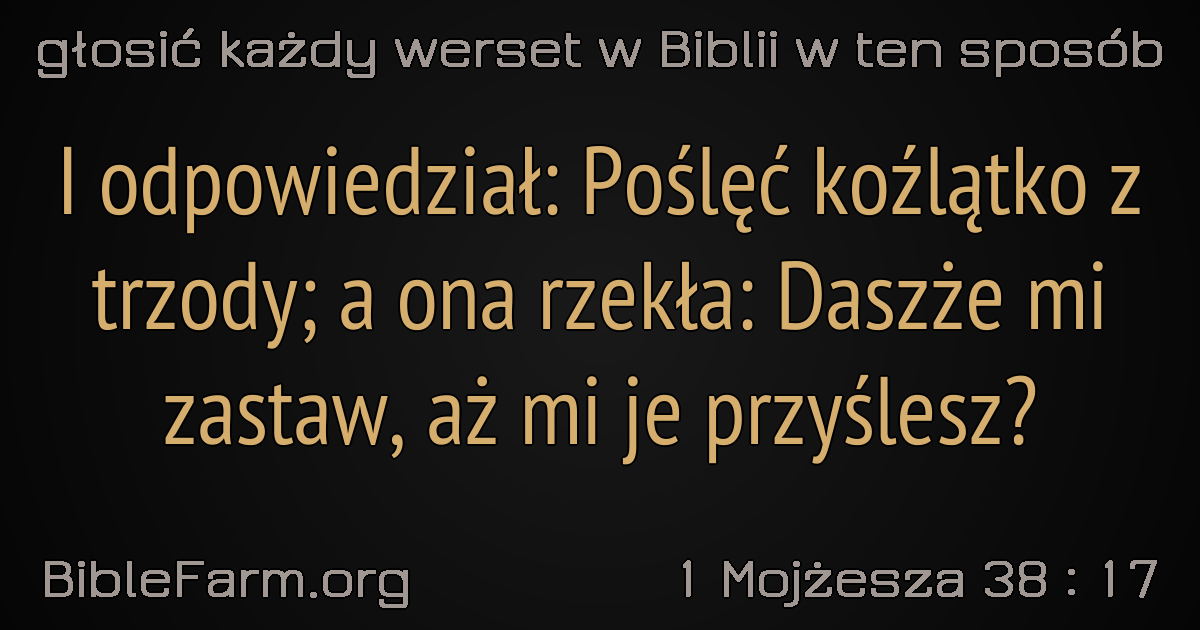 głosić każdy werset w Biblii w ten sposób
I odpowiedział: Poślęć koźlątko z
trzody; a ona rzekła: Daszże mi
zastaw, aż mi je przyślesz?
BibleFarm.org
1 Mojżesza 38 : 17